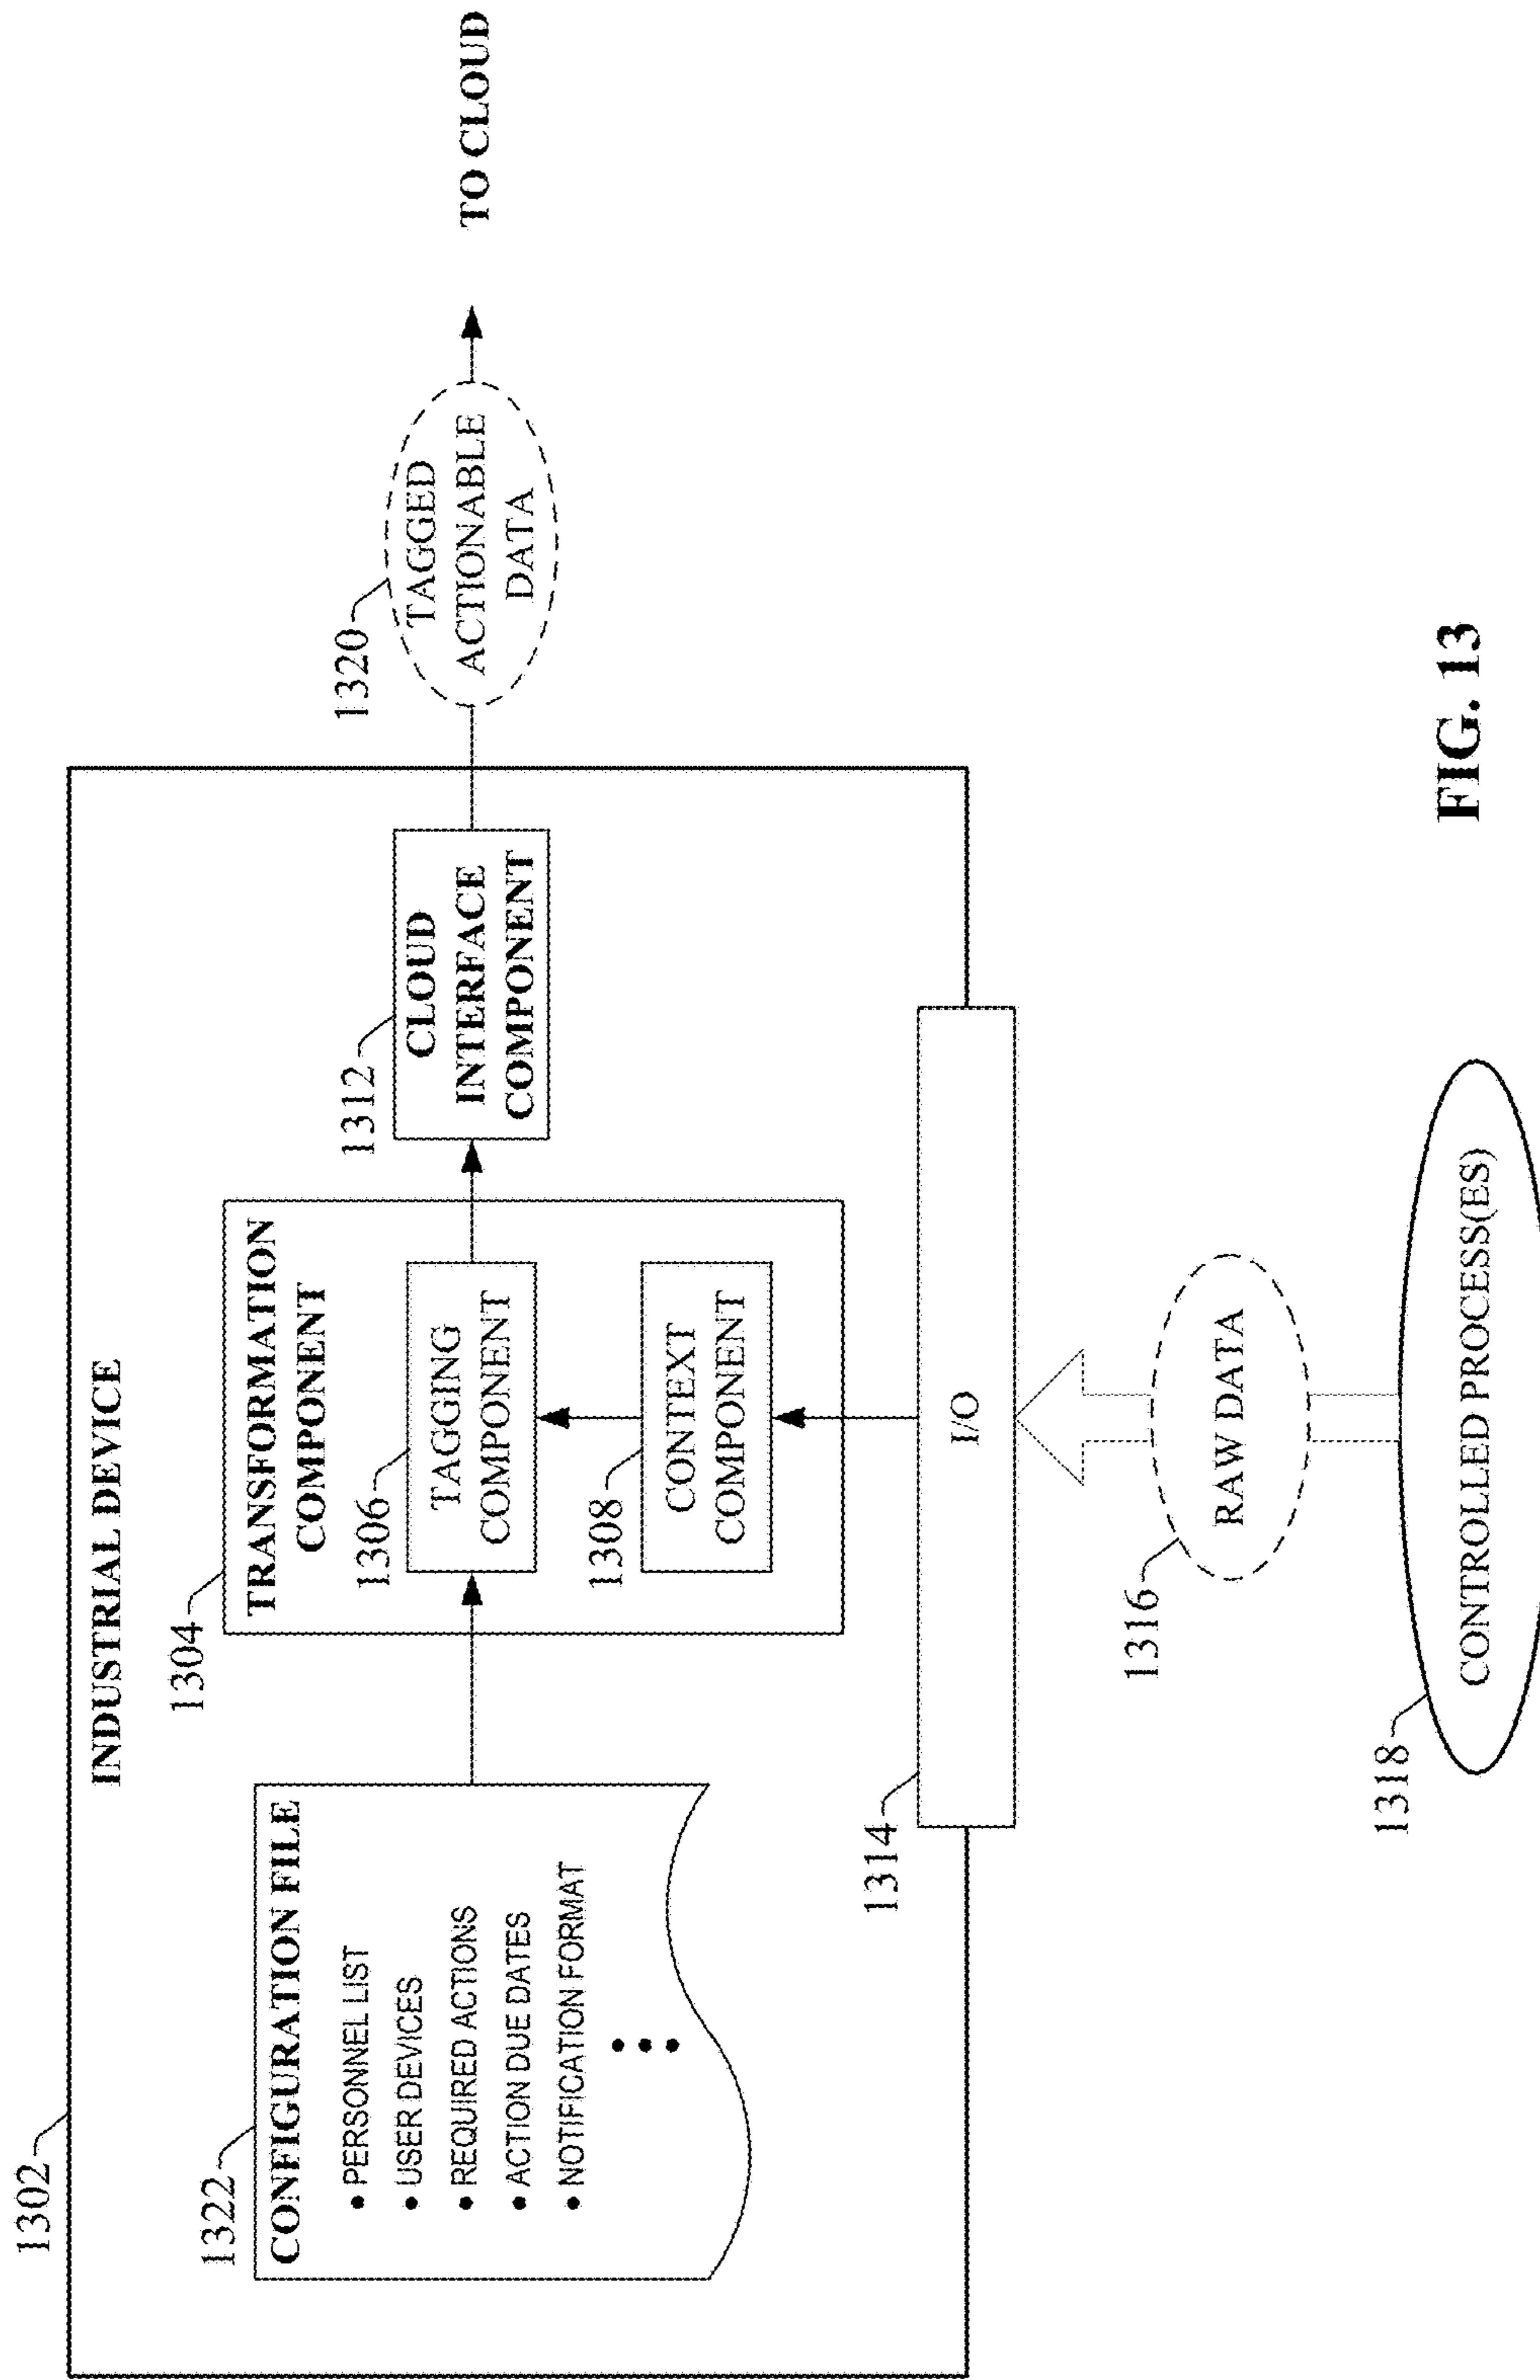 1302
INDUSTRIAL DEVICE
1322
CONFIGURATION FILE
• PERSONNEL LIST
• USER DEVICES
• REQUIRED ACTIONS
• ACTION DUE DATES
• NOTIFICATION FORMAT
1304
TRANSFORMATION
COMPONENT
1306
TAGGING
COMPONENT
1308
CONTEXT
COMPONENT
1312
CLOUD
INTERFACE
COMPONENT
1320
TAGGED
ACTIONABLE
DATA
TO CLOUD
1314
I/O
1316
RAW DATA
1318
CONTROLLED PROCESS(ES)
FIG. 13